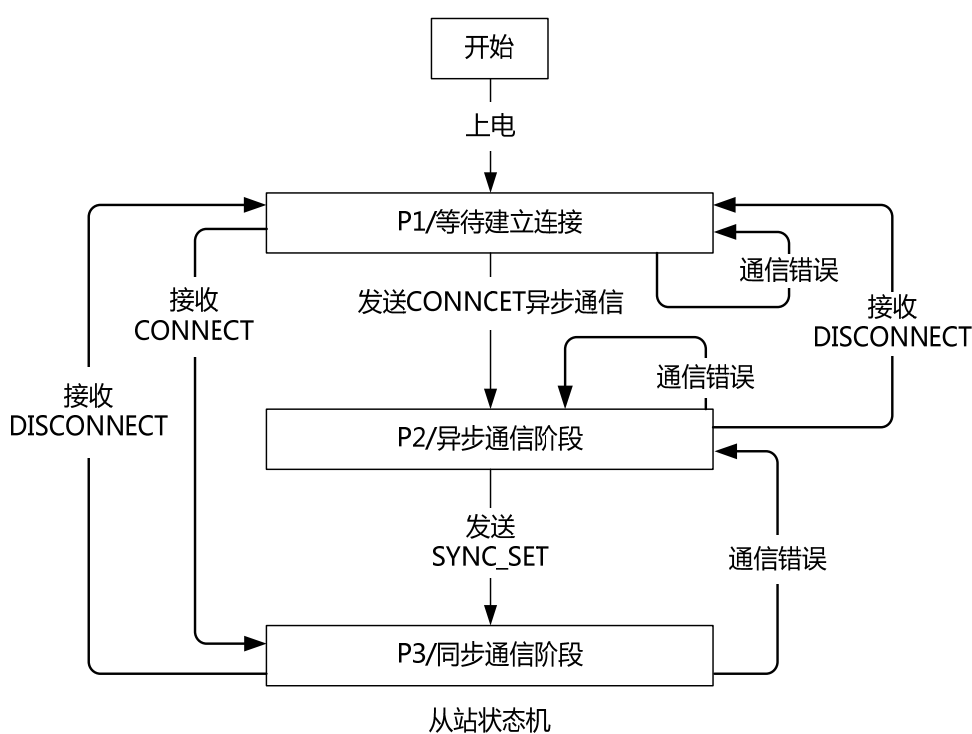 开始
上电
P1/等待建立连接
通信错误
接收
CONNECT
发送CONNCET异步通信
接收
DISCONNECT
通信错误
接收
DISCONNECT
P2/异步通信阶段
发送
SYNC_SET
通信错误
P3/同步通信阶段
从站状态机